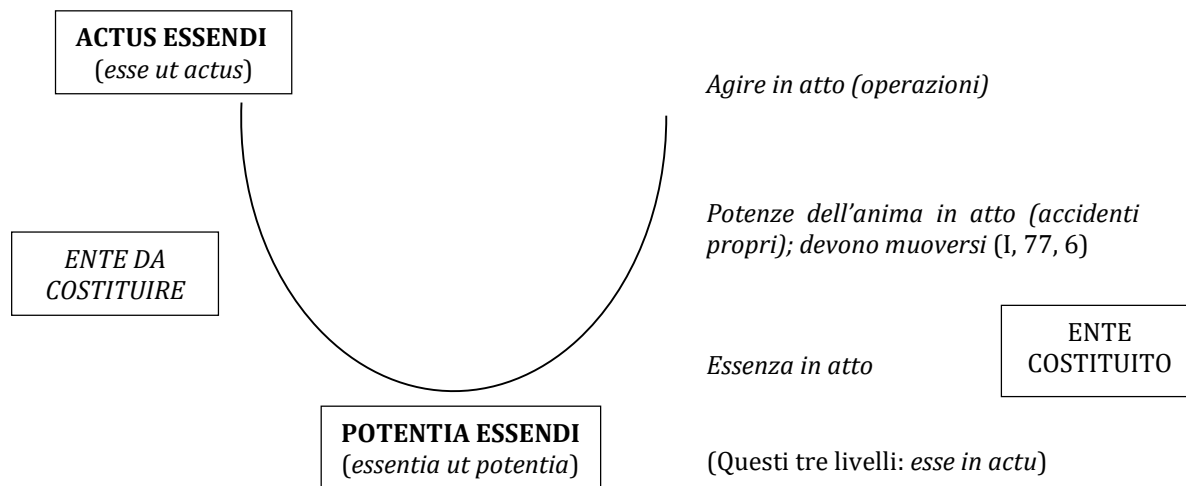 ACTUS ESSENDI
(esse ut actus)
Agire in atto (operazioni)
Potenze dell’anima in atto (accidenti
propri); devono muoversi (I, 77, 6)
ENTE DA
COSTITUIRE
Essenza in atto
ENTE
COSTITUITO
POTENTIA ESSENDI
(essentia ut potentia)
(Questi tre livelli: esse in actu)